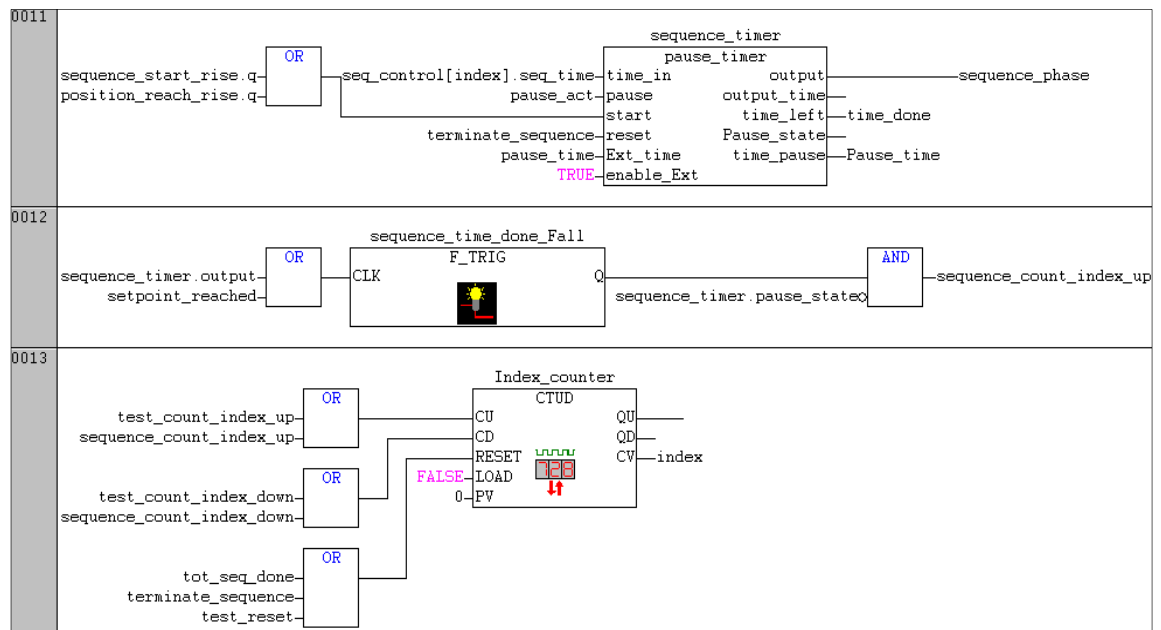 0011
sequence_timer
OR
pause_timer
sequence_start_rise.q
seq_control[index].seq_time
time_in
output
sequence_phase
position_reach_rise.q
pause_act
pause
output_time
start
time_left
time_done
terminate_sequence
reset
Pause_state
pause_time
Ext_time
time_pause
Pause_time
TRUE
enable_Ext
0012
sequence_time_done_Fall
OR
F_TRIG
AND
sequence_timer.output
CLK
Q
sequence_count_index_up
setpoint_reached
sequence_timer.pause_state
0013
Index_counter
OR
CTUD
test_count_index_up
CU
QU
sequence_count_index_up
CD
QD
RESET
CV
index
OR
FALSE
LOAD
728
test_count_index_down
0
PV
sequence_count_index_down
OR
tot_seq_done
terminate_sequence
test_reset